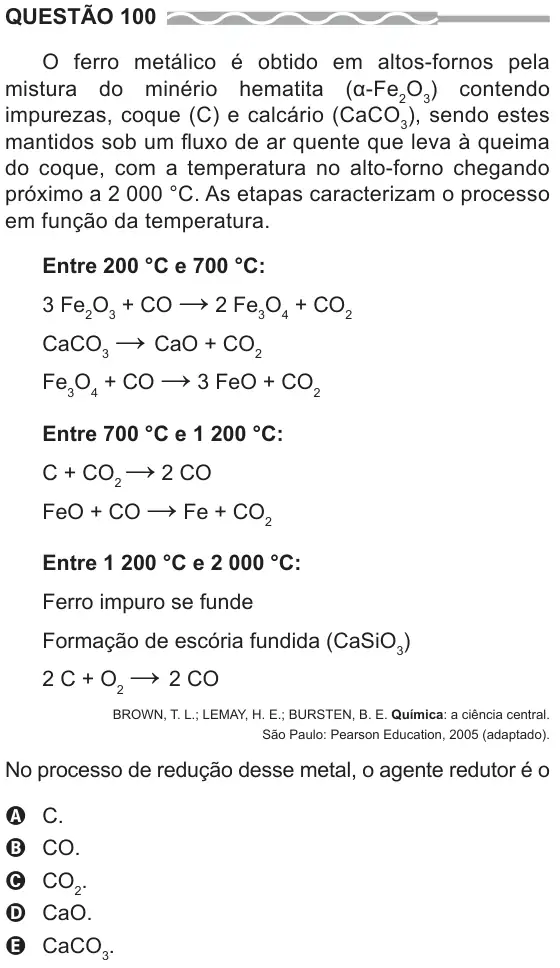 QUESTÃO 100
O ferro metálico é obtido em altos-fornos pela
mistura do minério hematita (α-Fe₂O₃) contendo
impurezas, coque (C) e calcário (CaCO₃), sendo estes
mantidos sob um fluxo de ar quente que leva à queima
do coque, com a temperatura no alto-forno chegando
próximo a 2 000 °C. As etapas caracterizam o processo
em função da temperatura.
Entre 200 °C e 700 °C:
3 Fe₂O₃ + CO → 2 Fe₃O₄ + CO₂
CaCO₃ → CaO + CO₂
Fe₃O₄ + CO → 3 FeO + CO₂
Entre 700 °C e 1 200 °C:
C + CO₂ → 2 CO
FeO + CO → Fe + CO₂
Entre 1 200 °C e 2 000 °C:
Ferro impuro se funde
Formação de escória fundida (CaSiO₃)
2 C + O₂ → 2 CO
BROWN, T. L.; LEMAY, H. E.; BURSTEN, B. E. Química: a ciência central.
São Paulo: Pearson Education, 2005 (adaptado).
No processo de redução desse metal, o agente redutor é o
A C.
B CO.
C CO₂.
D CaO.
E CaCO₃.